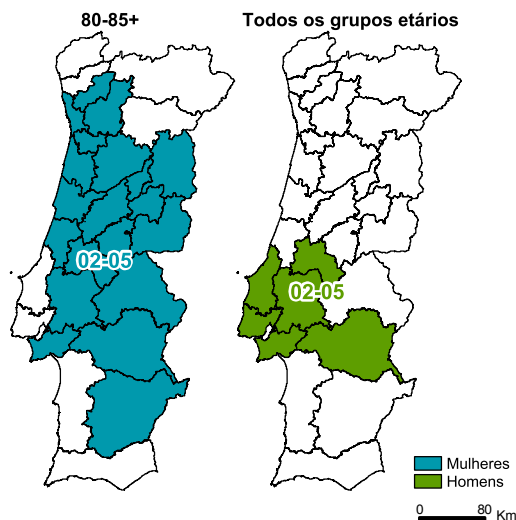 80-85+
Todos os grupos etários
02-05
02-05
Mulheres
Homens
0 80 Km